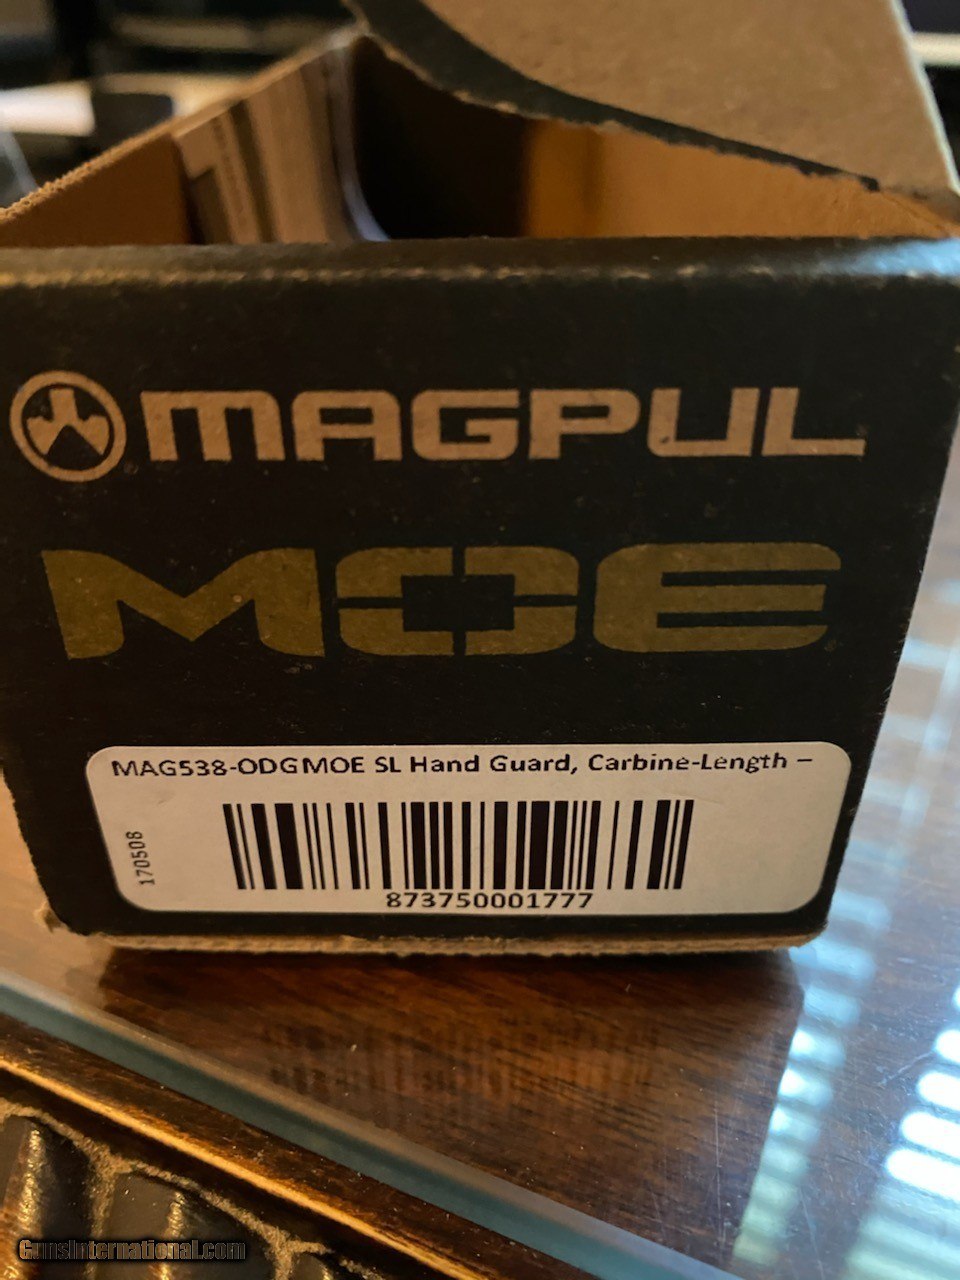 MAGPUL
MOE
MAG538-ODGMOE SL Hand Guard, Carbine-Length –
170508
873750001777
GunsInternational.com